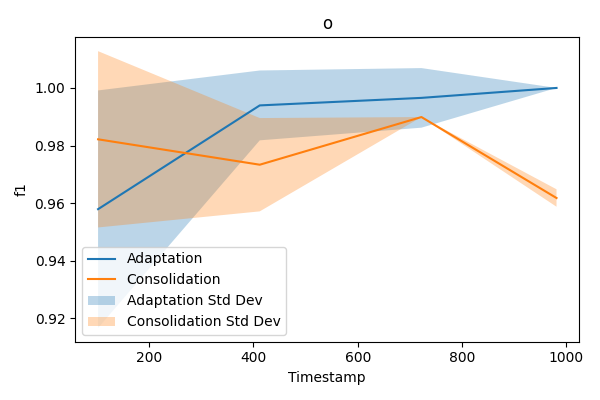 o
f1
1.00
0.98
0.96
0.94
0.92
Adaptation
Consolidation
Adaptation Std Dev
Consolidation Std Dev
200
400
600
800
1000
Timestamp